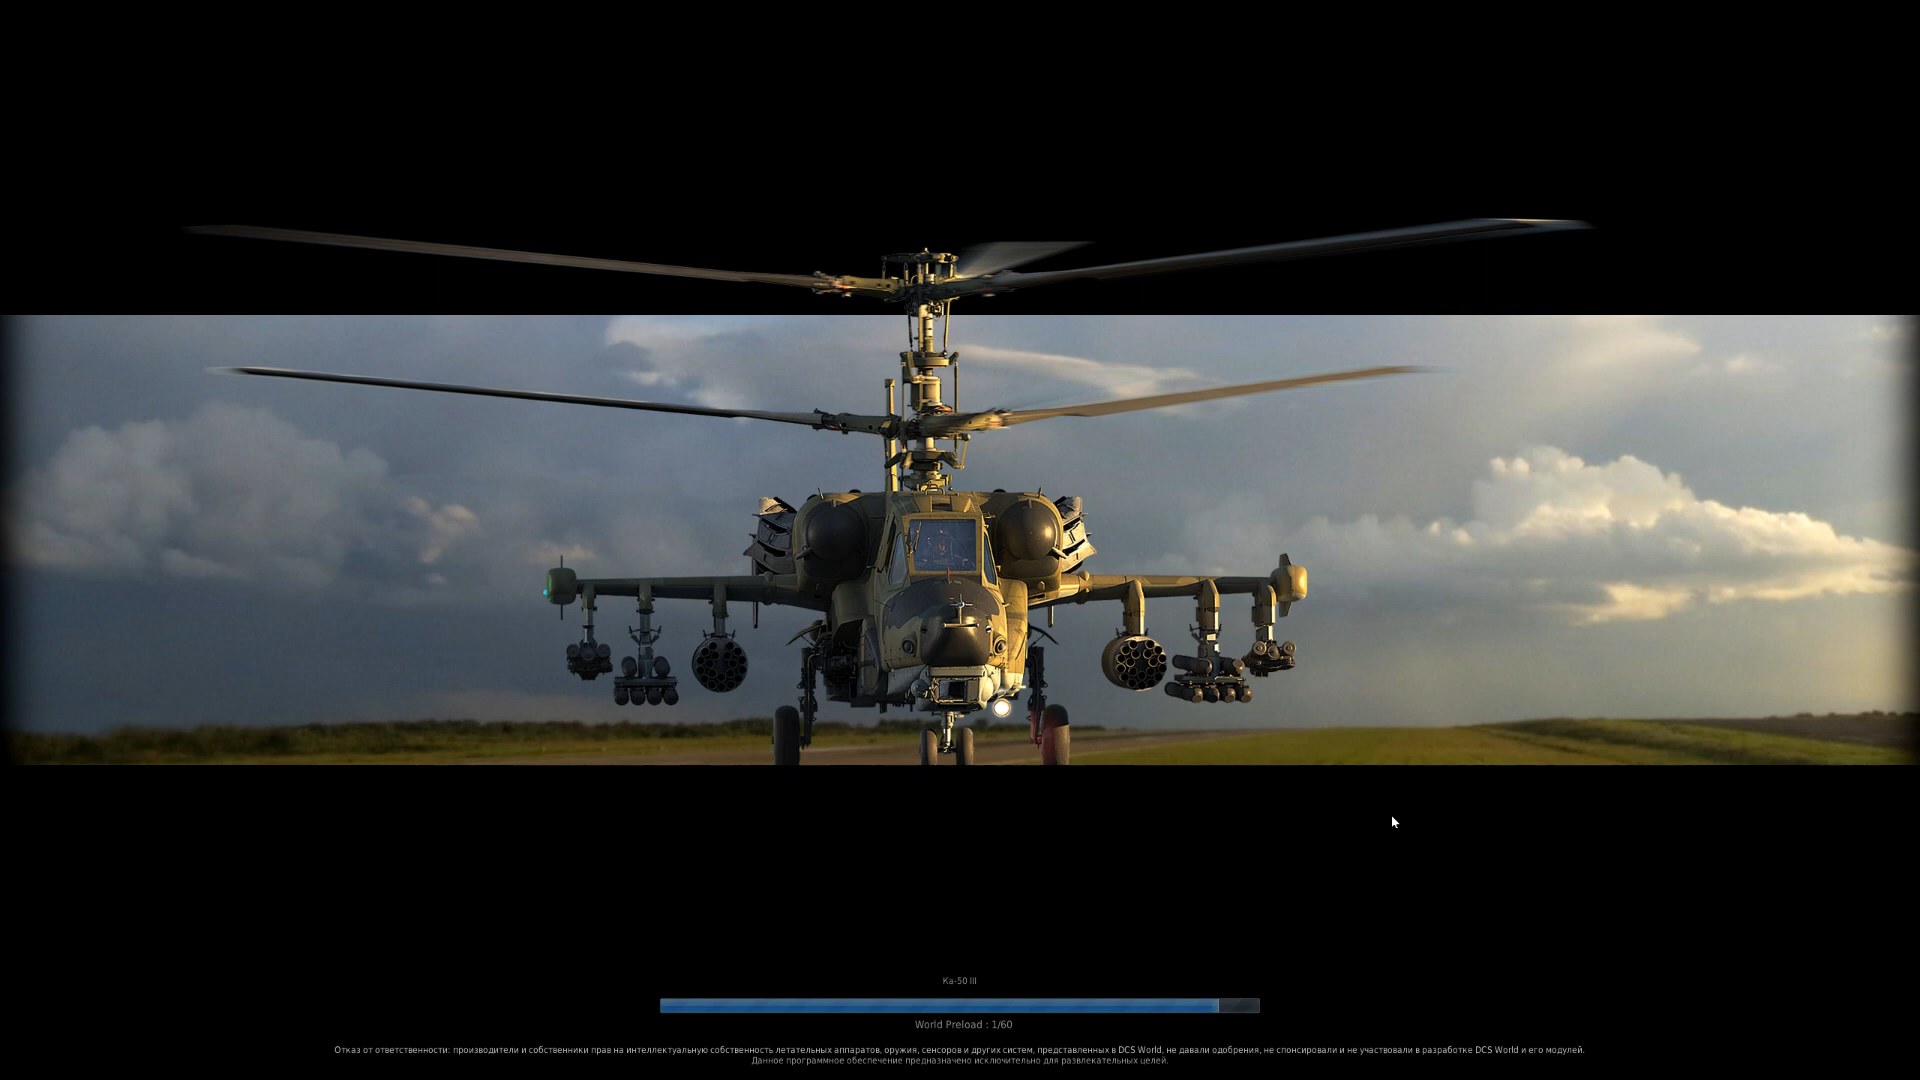 Ka-50 III
World Preload : 1/60
Отказ от ответственности: производители и собственники прав на интеллектуальную собственность летательных аппаратов, оружия, сенсоров и других систем, представленных в DCS World, не давали одобрения, не спонсировали и не участвовали в разработке DCS World и его модулей.
Данное программное обеспечение предназначено исключительно для развлекательных целей.